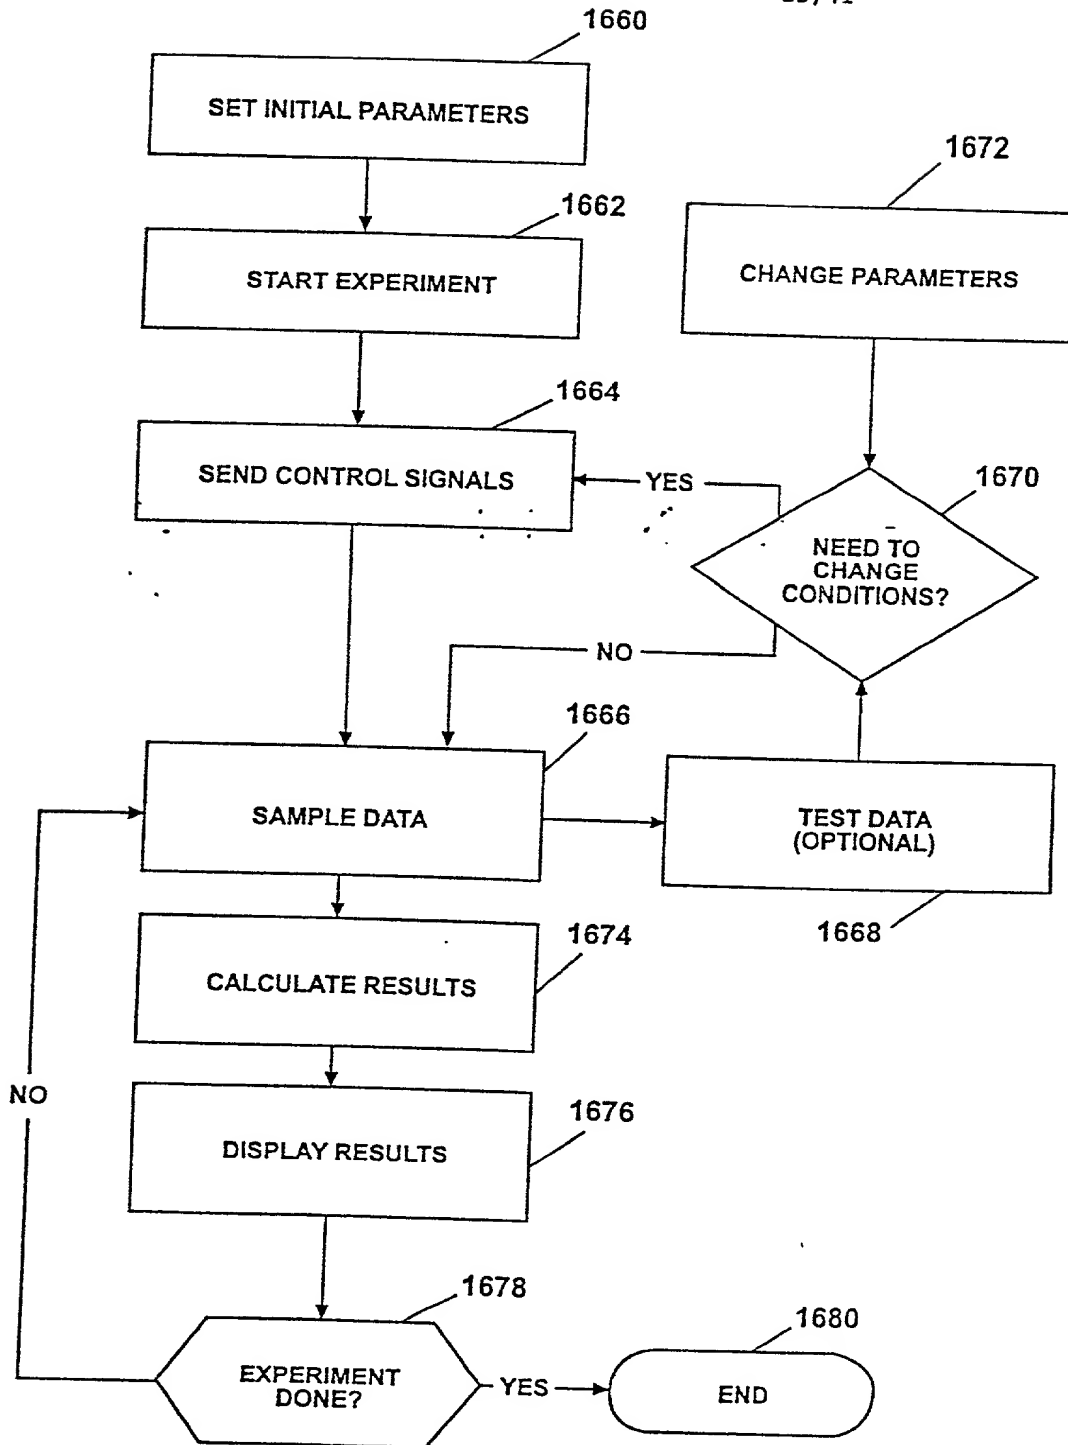 1660
SET INITIAL PARAMETERS
1672
1662
START EXPERIMENT
CHANGE PARAMETERS
1664
SEND CONTROL SIGNALS
YES
1670
NEED TO
CHANGE
CONDITIONS?
NO
1666
SAMPLE DATA
TEST DATA
(OPTIONAL)
1668
1674
CALCULATE RESULTS
NO
1676
DISPLAY RESULTS
1678
EXPERIMENT
DONE?
YES
1680
END